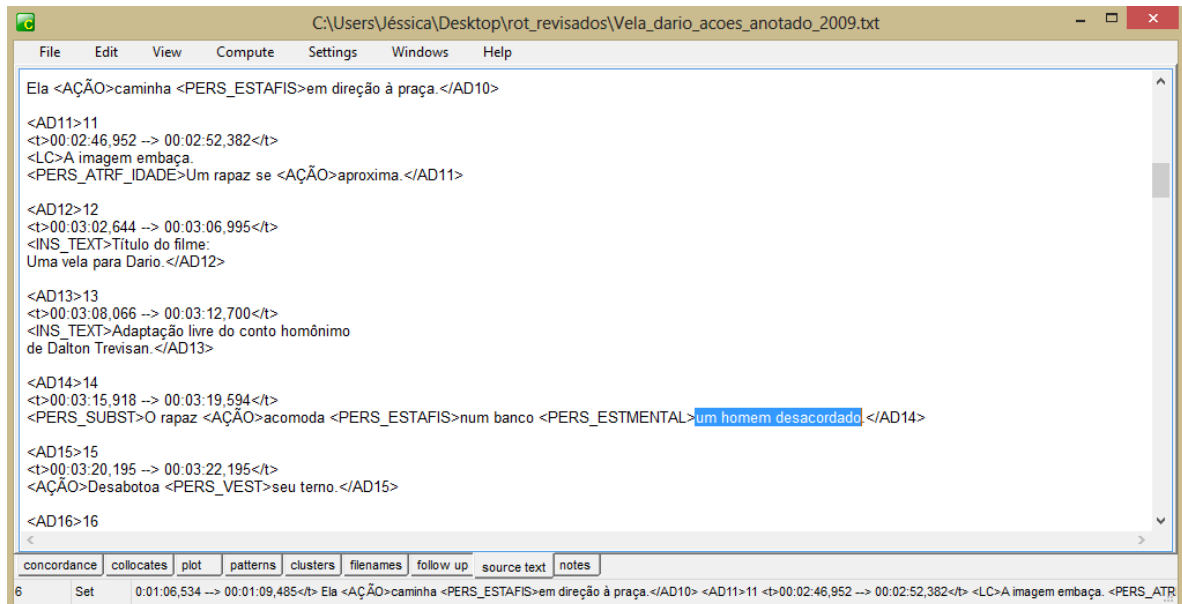 C:\Users\Jéssica\Desktop\rot_revisados\Vela_dario_acoes_anotado_2009.txt
File Edit View Compute Settings Windows Help
Ela <AÇÃO>caminha <PERS_ESTAFIS>em direção à praça.</AD10>
<AD11>11
<t>00:02:46,952 --> 00:02:52,382</t>
<LC>A imagem embaça.
<PERS_ATRF_IDADE>Um rapaz se <AÇÃO>aproxima.</AD11>
<AD12>12
<t>00:03:02,644 --> 00:03:06,995</t>
<INS_TEXT>Título do filme:
Uma vela para Dario.</AD12>
<AD13>13
<t>00:03:08,066 --> 00:03:12,700</t>
<INS_TEXT>Adaptação livre do conto homônimo
de Dalton Trevisan.</AD13>
<AD14>14
<t>00:03:15,918 --> 00:03:19,594</t>
<PERS_SUBST>O rapaz <AÇÃO>acomoda <PERS_ESTAFIS>num banco <PERS_ESTMENTAL>um homem desacordado.</AD14>
<AD15>15
<t>00:03:20,195 --> 00:03:22,195</t>
<AÇÃO>Desabotoa <PERS_VEST>seu terno.</AD15>
<AD16>16
concordance collocates plot patterns clusters filenames follow up source text notes
6 Set 0:01:06,534 --> 00:01:09,485</t> Ela <AÇÃO>caminha <PERS_ESTAFIS>em direção à praça.</AD10> <AD11>11 <t>00:02:46,952 --> 00:02:52,382</t> <LC>A imagem embaça. <PERS_ATR